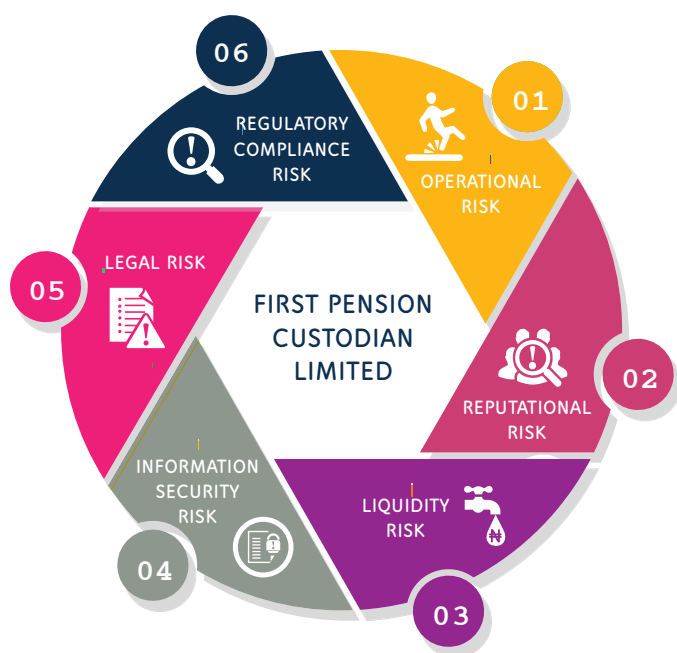 FIRST PENSION
CUSTODIAN
LIMITED
01
OPERATIONAL
RISK
02
REPUTATIONAL
RISK
03
LIQUIDITY
RISK
₦
04
INFORMATION
SECURITY
RISK
05
LEGAL RISK
06
REGULATORY
COMPLIANCE
RISK